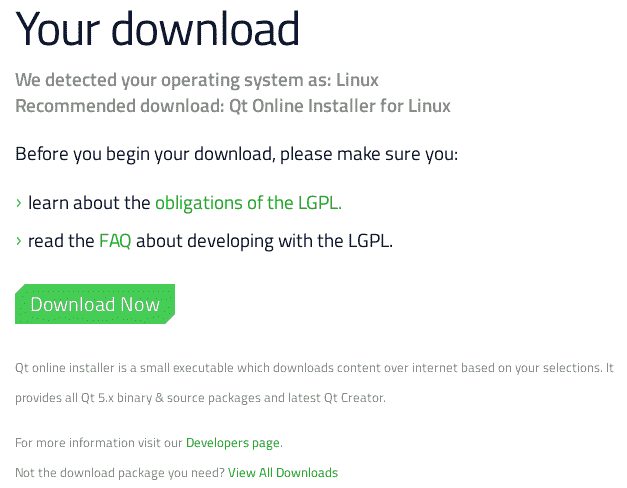 Your download
We detected your operating system as: Linux
Recommended download: Qt Online Installer for Linux
Before you begin your download, please make sure you:
› learn about the obligations of the LGPL.
› read the FAQ about developing with the LGPL.
Download Now
Qt online installer is a small executable which downloads content over internet based on your selections. It
provides all Qt 5.x binary & source packages and latest Qt Creator.
For more information visit our Developers page.
Not the download package you need? View All Downloads